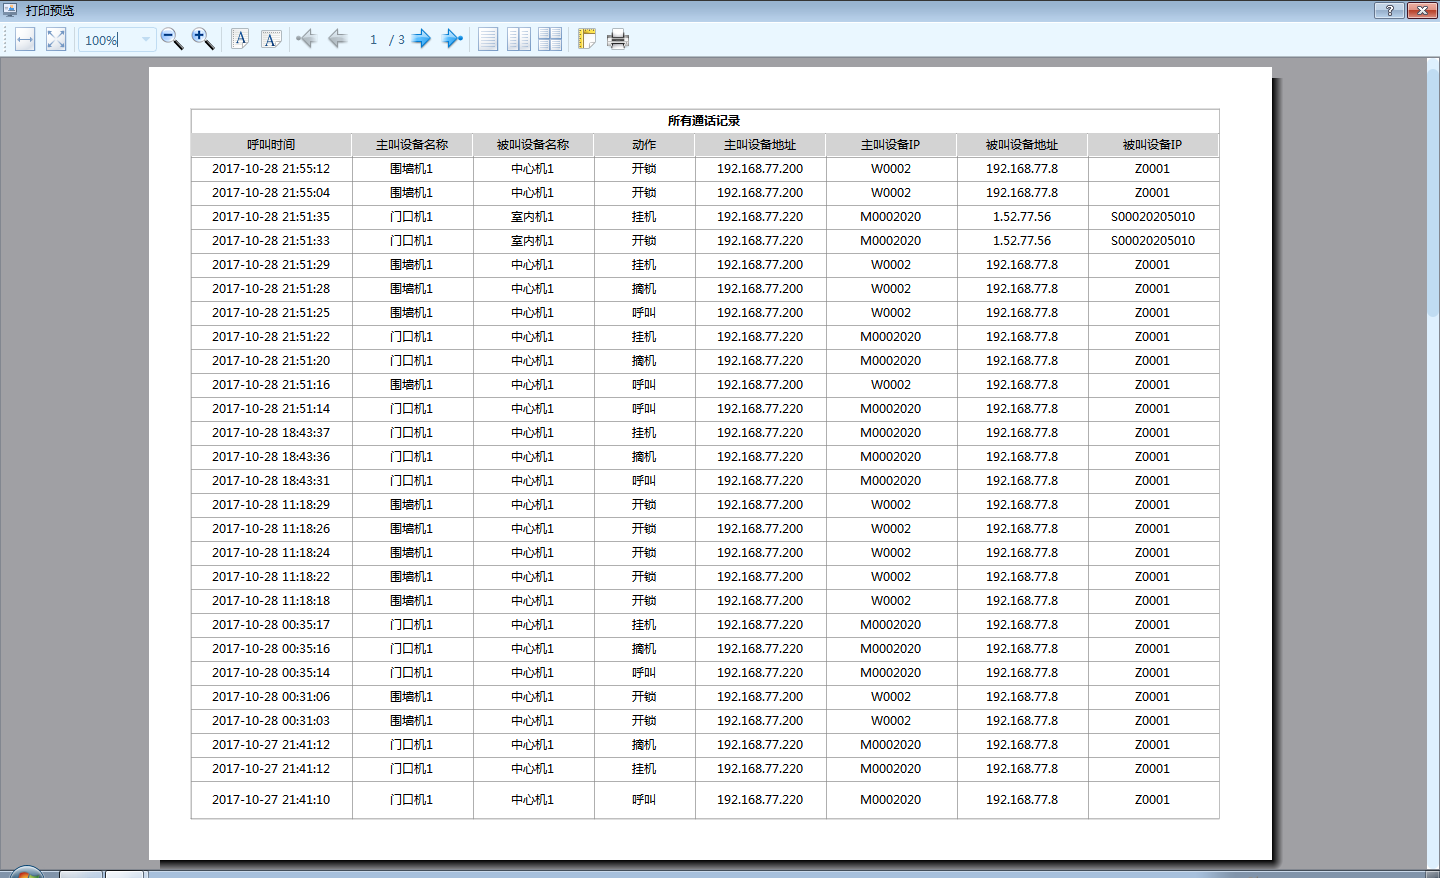 打印预览
100%
1 / 3
所有通话记录
呼叫时间 主叫设备名称 被叫设备名称 动作 主叫设备地址 主叫设备IP 被叫设备地址 被叫设备IP
2017-10-28 21:55:12 围墙机1 中心机1 开锁 192.168.77.200 W0002 192.168.77.8 Z0001
2017-10-28 21:55:04 围墙机1 中心机1 开锁 192.168.77.200 W0002 192.168.77.8 Z0001
2017-10-28 21:51:35 门口机1 室内机1 挂机 192.168.77.220 M0002020 1.52.77.56 S00020205010
2017-10-28 21:51:33 门口机1 室内机1 开锁 192.168.77.220 M0002020 1.52.77.56 S00020205010
2017-10-28 21:51:29 围墙机1 中心机1 挂机 192.168.77.200 W0002 192.168.77.8 Z0001
2017-10-28 21:51:28 围墙机1 中心机1 摘机 192.168.77.200 W0002 192.168.77.8 Z0001
2017-10-28 21:51:25 围墙机1 中心机1 呼叫 192.168.77.200 W0002 192.168.77.8 Z0001
2017-10-28 21:51:22 门口机1 中心机1 挂机 192.168.77.220 M0002020 192.168.77.8 Z0001
2017-10-28 21:51:20 门口机1 中心机1 摘机 192.168.77.220 M0002020 192.168.77.8 Z0001
2017-10-28 21:51:16 围墙机1 中心机1 呼叫 192.168.77.200 W0002 192.168.77.8 Z0001
2017-10-28 21:51:14 门口机1 中心机1 呼叫 192.168.77.220 M0002020 192.168.77.8 Z0001
2017-10-28 18:43:37 门口机1 中心机1 挂机 192.168.77.220 M0002020 192.168.77.8 Z0001
2017-10-28 18:43:36 门口机1 中心机1 摘机 192.168.77.220 M0002020 192.168.77.8 Z0001
2017-10-28 18:43:31 门口机1 中心机1 呼叫 192.168.77.220 M0002020 192.168.77.8 Z0001
2017-10-28 11:18:29 围墙机1 中心机1 开锁 192.168.77.200 W0002 192.168.77.8 Z0001
2017-10-28 11:18:26 围墙机1 中心机1 开锁 192.168.77.200 W0002 192.168.77.8 Z0001
2017-10-28 11:18:24 围墙机1 中心机1 开锁 192.168.77.200 W0002 192.168.77.8 Z0001
2017-10-28 11:18:22 围墙机1 中心机1 开锁 192.168.77.200 W0002 192.168.77.8 Z0001
2017-10-28 11:18:18 围墙机1 中心机1 开锁 192.168.77.200 W0002 192.168.77.8 Z0001
2017-10-28 00:35:17 门口机1 中心机1 挂机 192.168.77.220 M0002020 192.168.77.8 Z0001
2017-10-28 00:35:16 门口机1 中心机1 摘机 192.168.77.220 M0002020 192.168.77.8 Z0001
2017-10-28 00:35:14 门口机1 中心机1 呼叫 192.168.77.220 M0002020 192.168.77.8 Z0001
2017-10-28 00:31:06 围墙机1 中心机1 开锁 192.168.77.200 W0002 192.168.77.8 Z0001
2017-10-28 00:31:03 围墙机1 中心机1 开锁 192.168.77.200 W0002 192.168.77.8 Z0001
2017-10-27 21:41:12 门口机1 中心机1 摘机 192.168.77.220 M0002020 192.168.77.8 Z0001
2017-10-27 21:41:12 门口机1 中心机1 挂机 192.168.77.220 M0002020 192.168.77.8 Z0001
2017-10-27 21:41:10 门口机1 中心机1 呼叫 192.168.77.220 M0002020 192.168.77.8 Z0001